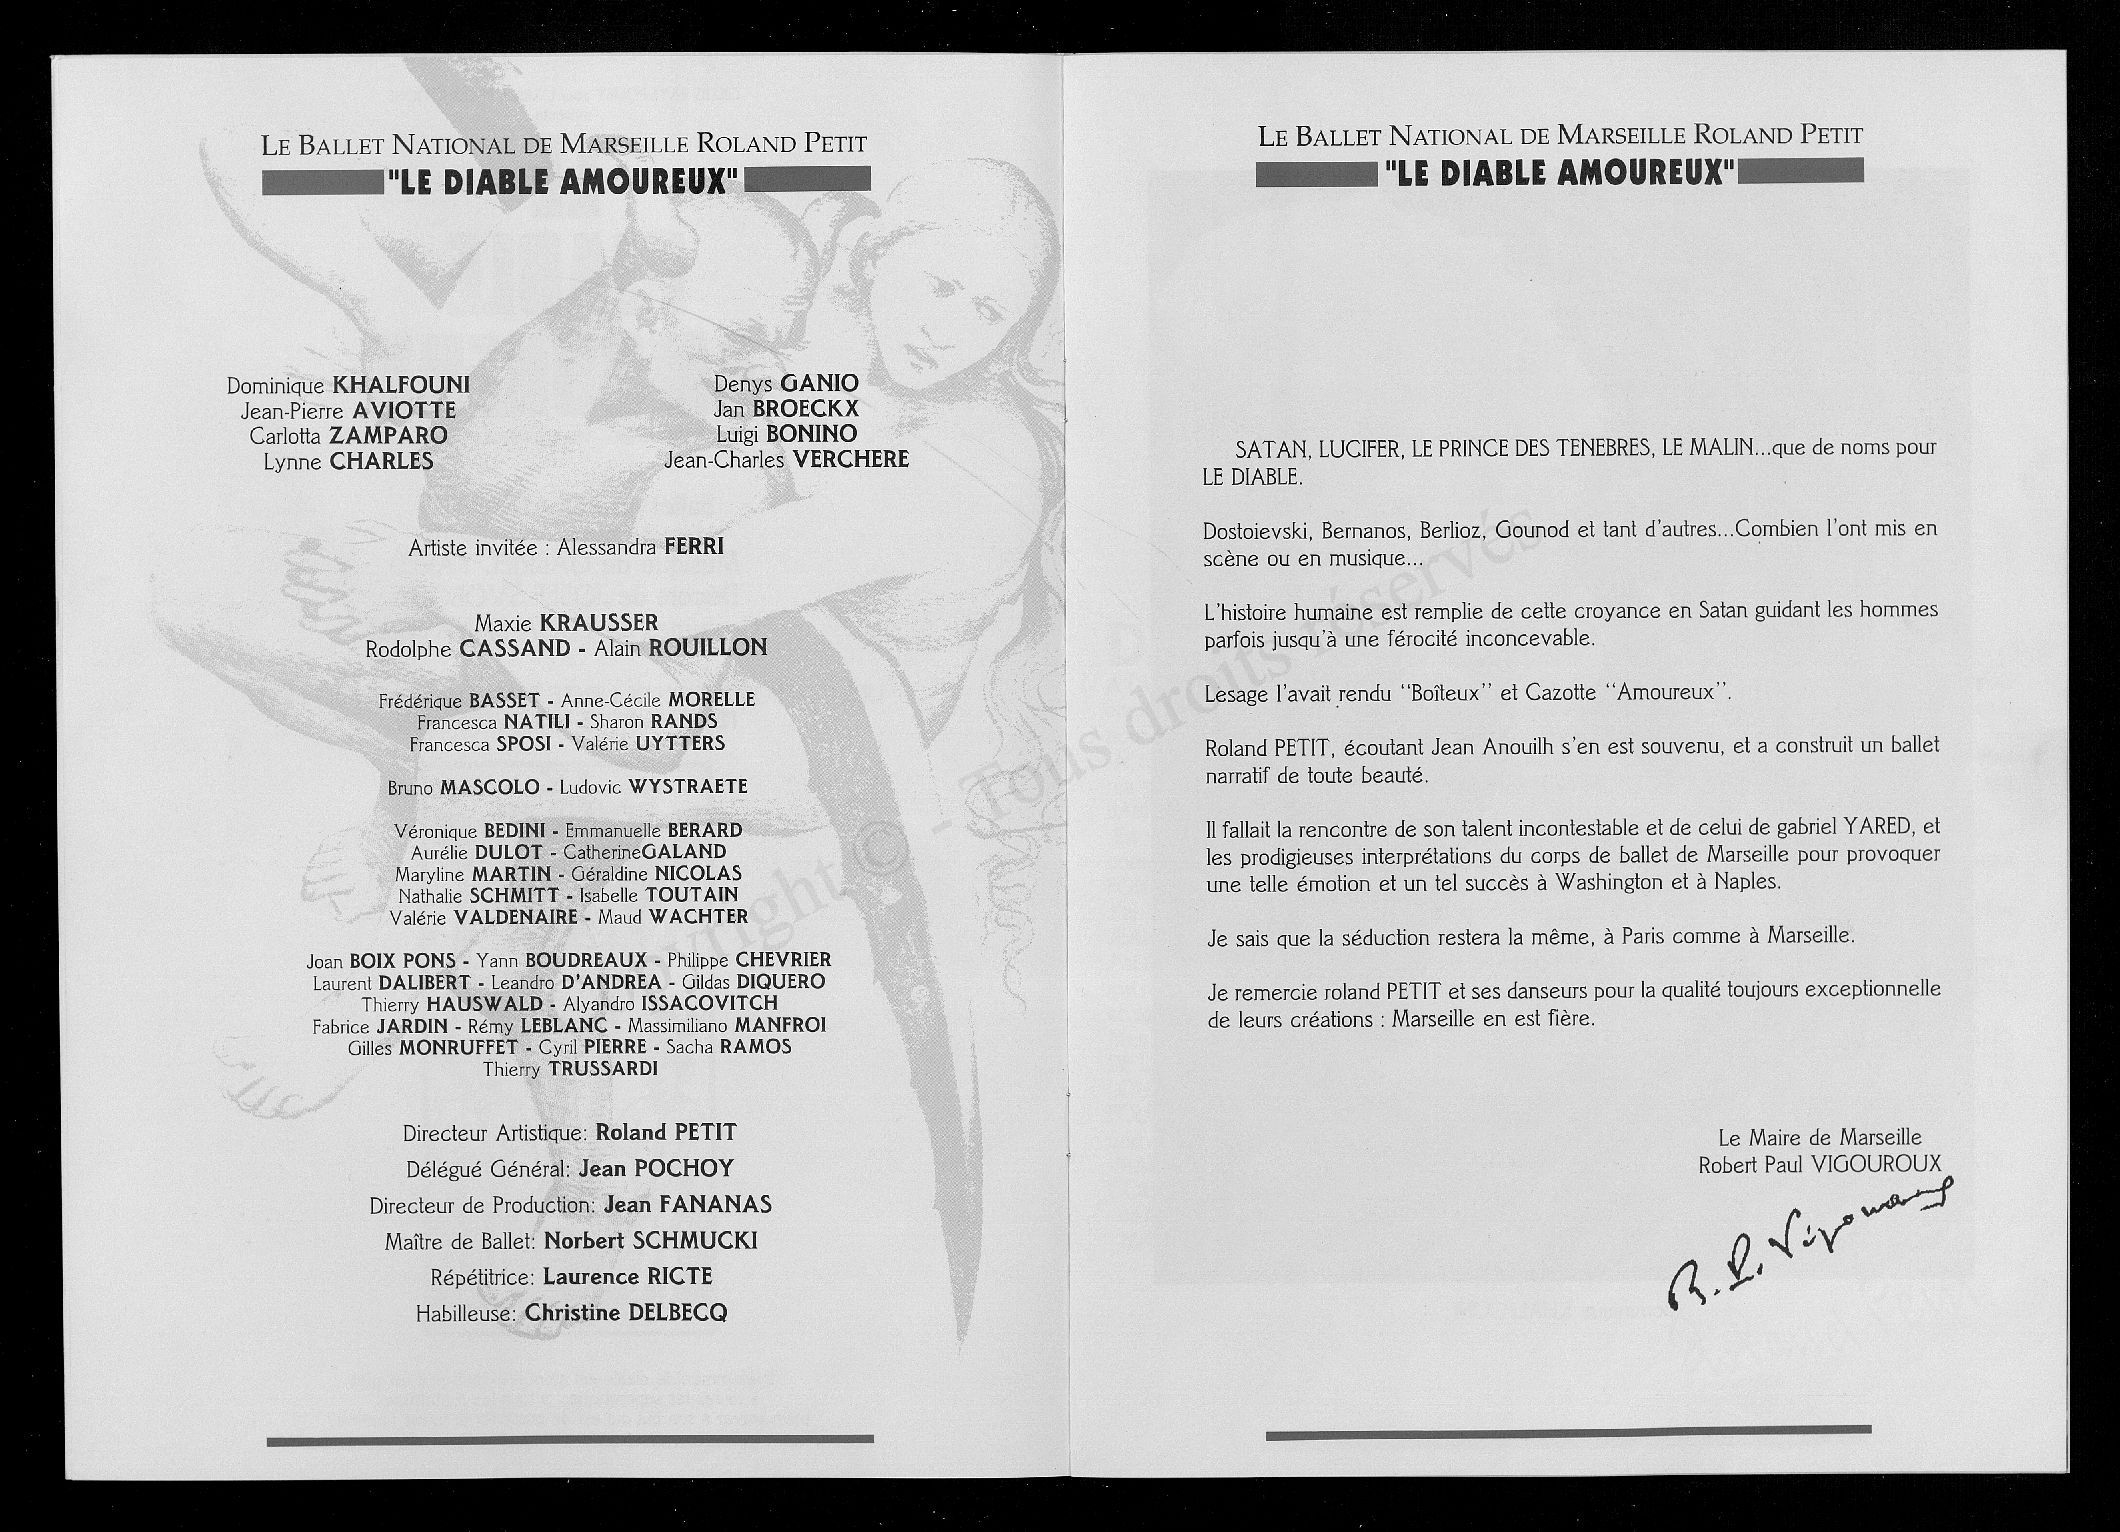 LE BALLET NATIONAL DE MARSEILLE ROLAND PETIT
"LE DIABLE AMOUREUX"
Dominique KHALFOUNI
Jean-Pierre AVIOTTE
Carlotta ZAMPARO
Lynne CHARLES
Denys GANIO
Jan BROECKX
Luigi BONINO
Jean-Charles VERCHERE
Artiste invitée : Alessandra FERRI
Maxie KRAUSSER
Rodolphe CASSAND - Alain ROUILLON
Frédérique BASSET - Anne-Cécile MORELLE
Francesca NATILI - Sharon RANDS
Francesca SPOSI - Valérie UYTTERS
Bruno MASCOLO - Ludovic WYSTRAETE
Véronique BEDINI - Emmanuelle BERARD
Aurélie DULOT - CatherineGALAND
Maryline MARTIN - Géraldine NICOLAS
Nathalie SCHMITT - Isabelle TOUTAIN
Valérie VALDENAIRE - Maud WACHTER
Joan BOIX PONS - Yann BOUDREAUX - Philippe CHEVRIER
Laurent DALIBERT - Leandro D'ANDREA - Gildas DIQUERO
Thierry HAUSWALD - Alyandro ISSACOVITCH
Fabrice JARDIN - Rémy LEBLANC - Massimiliano MANFROI
Gilles MONRUFFET - Cyril PIERRE - Sacha RAMOS
Thierry TRUSSARDI
Directeur Artistique: Roland PETIT
Délégué Général: Jean POCHOY
Directeur de Production: Jean FANANAS
Maître de Ballet: Norbert SCHMUCKI
Répétitrice: Laurence RICTE
Habilleuse: Christine DELBECQ
LE BALLET NATIONAL DE MARSEILLE ROLAND PETIT
"LE DIABLE AMOUREUX"
SATAN, LUCIFER, LE PRINCE DES TENEBRES, LE MALIN...que de noms pour
LE DIABLE.
Dostoievski, Bernanos, Berlioz, Gounod et tant d'autres...Combien l'ont mis en
scène ou en musique...
L'histoire humaine est remplie de cette croyance en Satan guidant les hommes
parfois jusqu'à une férocité inconcevable.
Lesage l'avait rendu "Boîteux" et Cazotte "Amoureux".
Roland PETIT, écoutant Jean Anouilh s'en est souvenu, et a construit un ballet
narratif de toute beauté.
Il fallait la rencontre de son talent incontestable et de celui de gabriel YARED, et
les prodigieuses interprétations du corps de ballet de Marseille pour provoquer
une telle émotion et un tel succès à Washington et à Naples.
Je sais que la séduction restera la même, à Paris comme à Marseille.
Je remercie roland PETIT et ses danseurs pour la qualité toujours exceptionnelle
de leurs créations : Marseille en est fière.
Le Maire de Marseille
Robert Paul VIGOUROUX
R. P. Vigouroux
© - Tous droits réservés